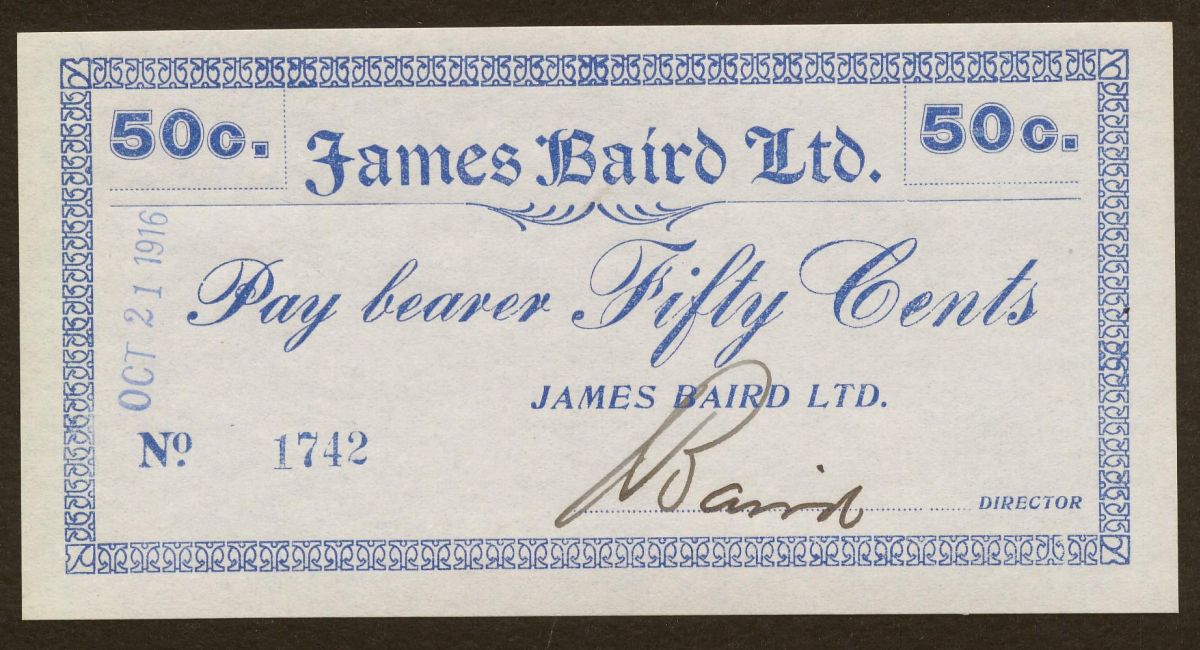 50c. James Baird Ltd. 50c.
OCT 21 1916
Pay bearer Fifty Cents
JAMES BAIRD LTD.
Nº 1742
Baird
DIRECTOR